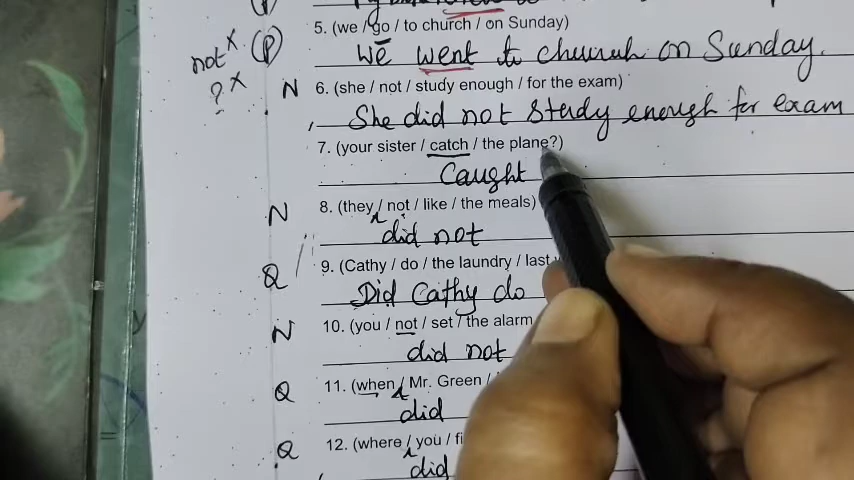 5. (we / go / to church / on Sunday)
not x (P) We went to churuh on Sunday.
? x
N 6. (she / not / study enough / for the exam)
She did not study enough for exam
7. (your sister / catch / the plane?)
Caught
N 8. (they / not / like / the meals)
did not
Q 9. (Cathy / do / the laundry / last
Did Cathy do
N 10. (you / not / set / the alarm
did not
Q 11. (when / Mr. Green /
did
Q 12. (where / you / fi
did